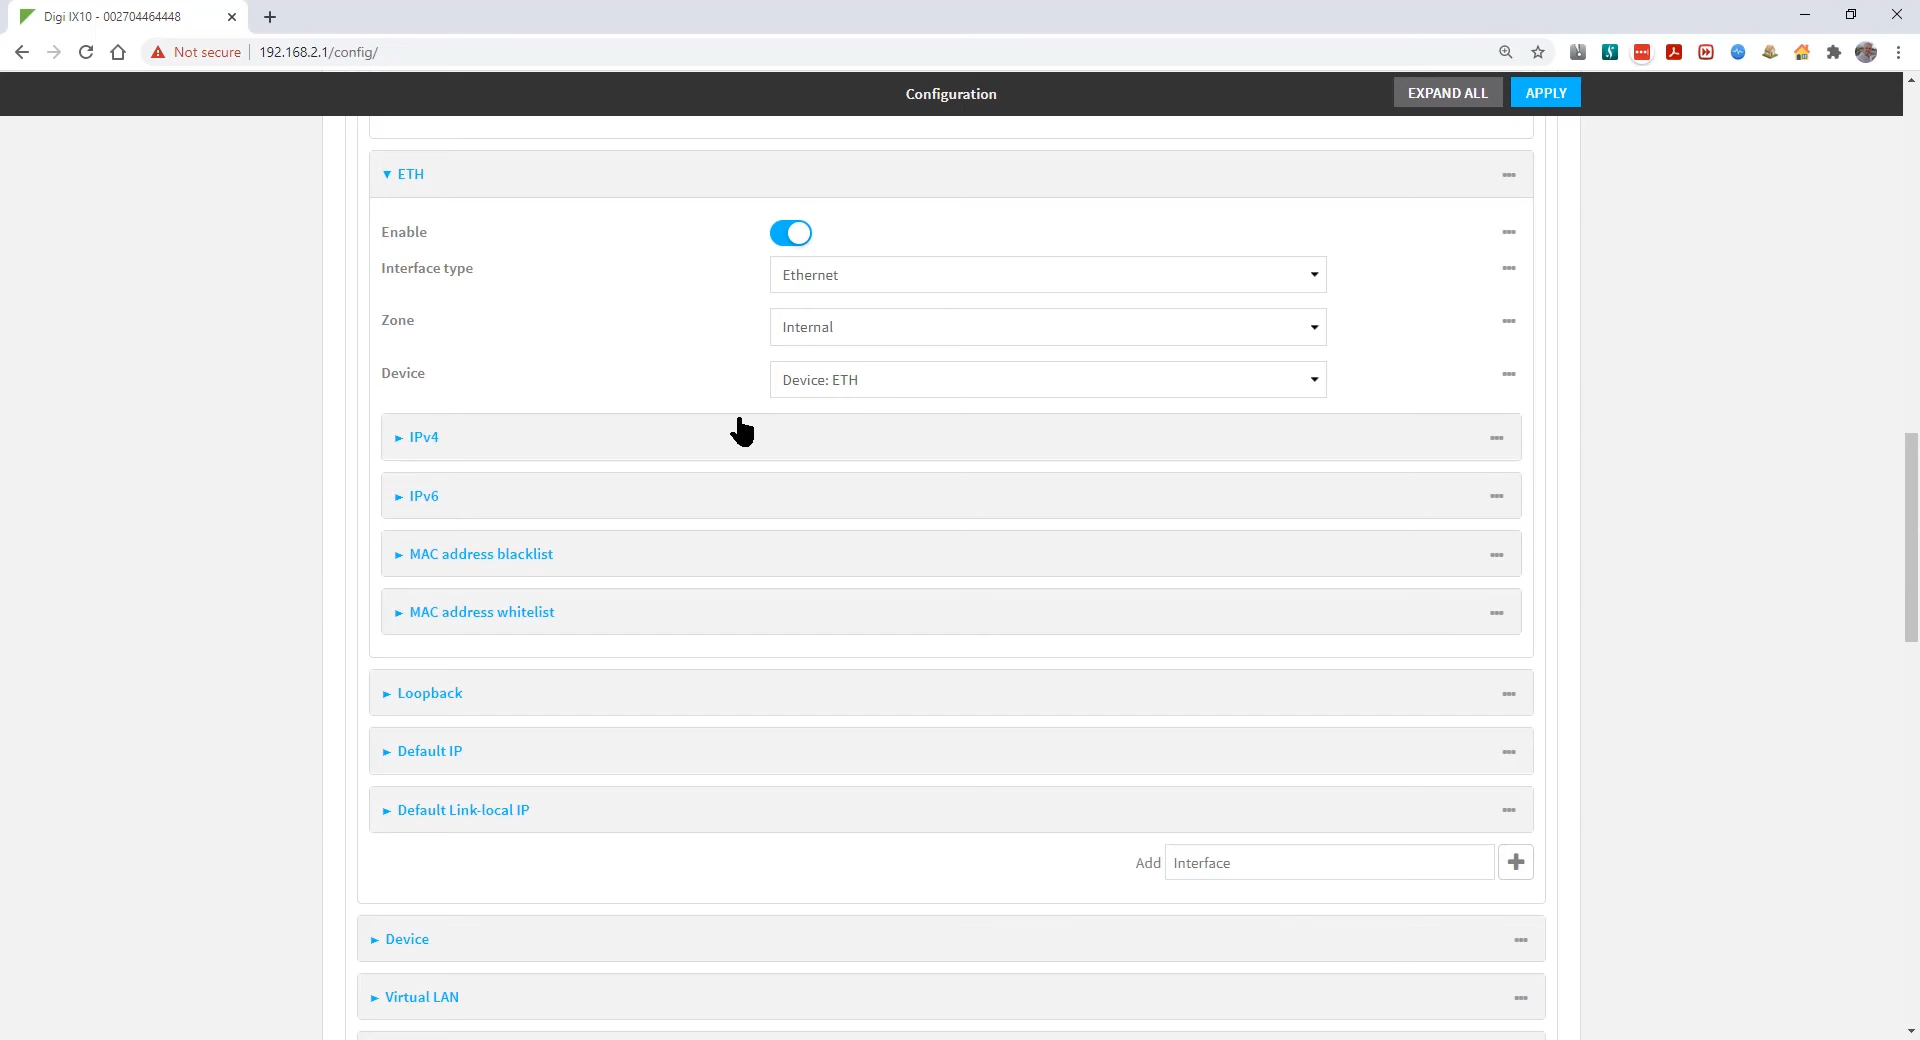 Digi IX10 - 002704464448
Not secure 192.168.2.1/config/
Configuration
EXPAND ALL
APPLY
ETH
Enable
Interface type
Ethernet
Zone
Internal
Device
Device: ETH
IPv4
IPv6
MAC address blacklist
MAC address whitelist
Loopback
Default IP
Default Link-local IP
Add Interface
Device
Virtual LAN